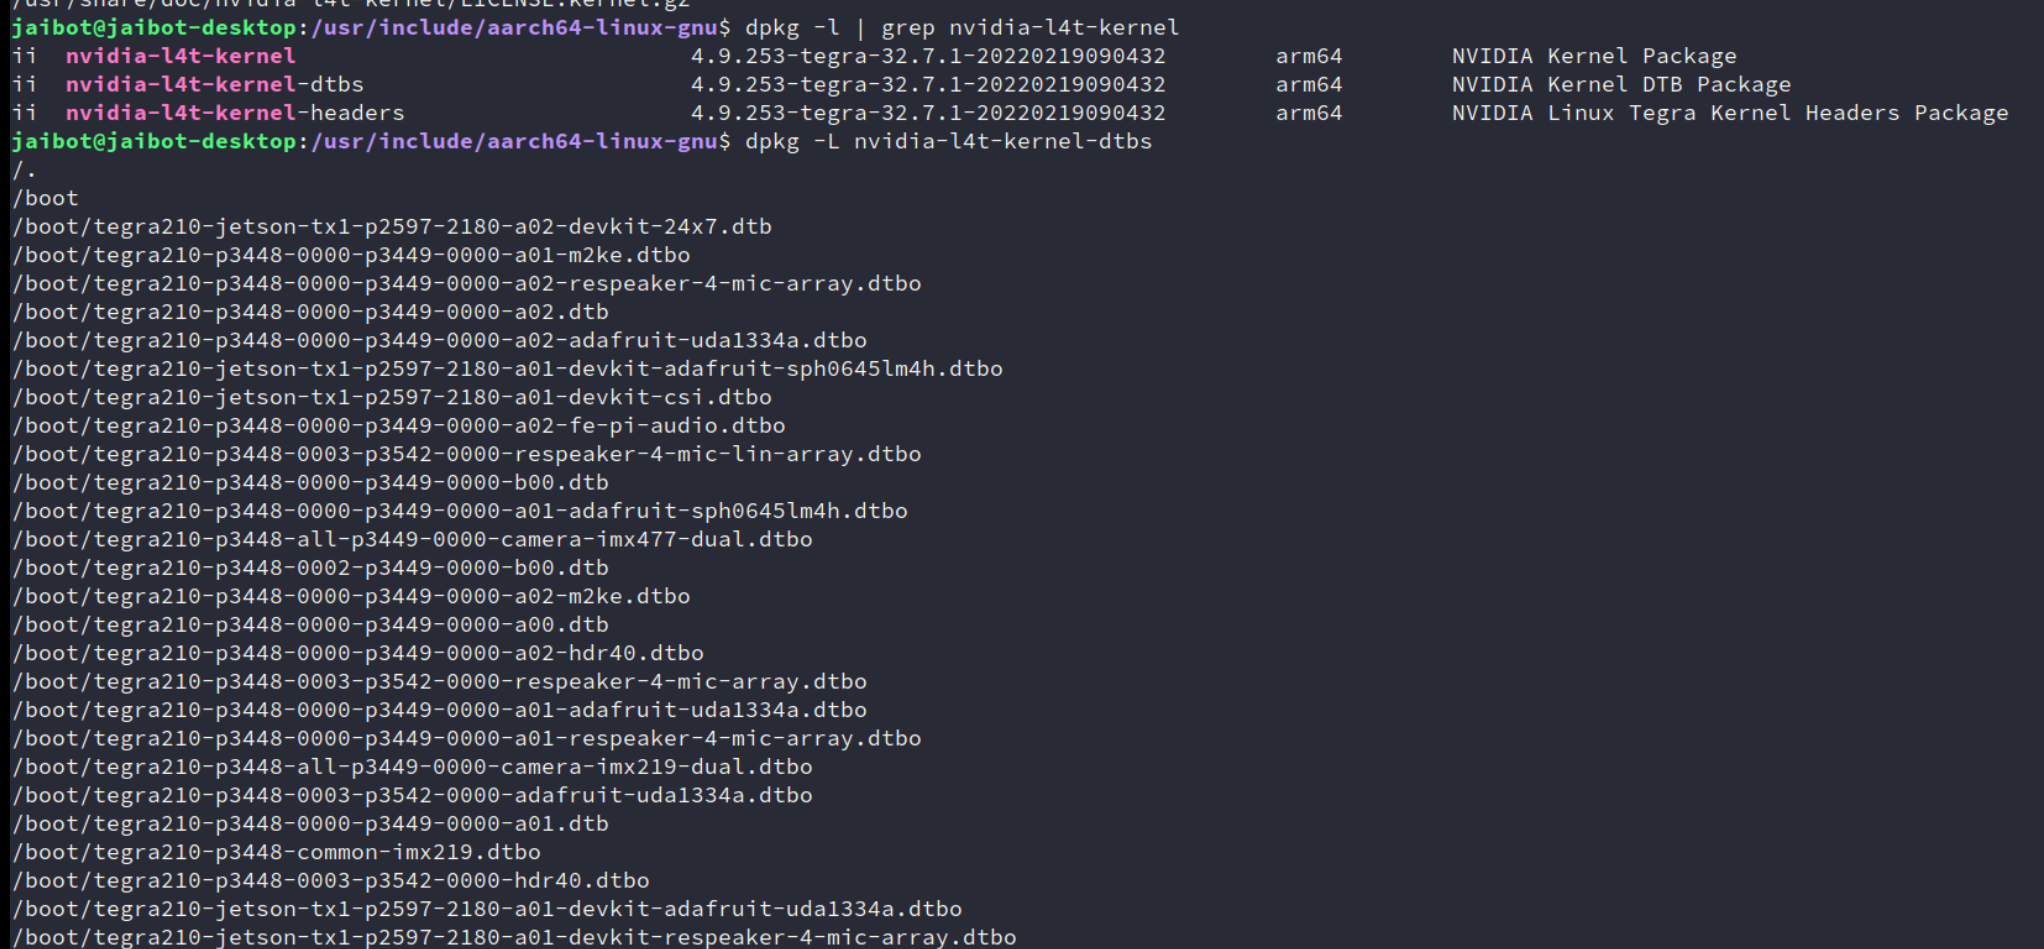 /usr/share/doc/nvidia-l4t-kernel/LICENSE.kernel.gz
jaibot@jaibot-desktop:/usr/include/aarch64-linux-gnu$ dpkg -l | grep nvidia-l4t-kernel
ii  nvidia-l4t-kernel                             4.9.253-tegra-32.7.1-20220219090432        arm64        NVIDIA Kernel Package
ii  nvidia-l4t-kernel-dtbs                        4.9.253-tegra-32.7.1-20220219090432        arm64        NVIDIA Kernel DTB Package
ii  nvidia-l4t-kernel-headers                     4.9.253-tegra-32.7.1-20220219090432        arm64        NVIDIA Linux Tegra Kernel Headers Package
jaibot@jaibot-desktop:/usr/include/aarch64-linux-gnu$ dpkg -L nvidia-l4t-kernel-dtbs
/.
/boot
/boot/tegra210-jetson-tx1-p2597-2180-a02-devkit-24x7.dtb
/boot/tegra210-p3448-0000-p3449-0000-a01-m2ke.dtbo
/boot/tegra210-p3448-0000-p3449-0000-a02-respeaker-4-mic-array.dtbo
/boot/tegra210-p3448-0000-p3449-0000-a02.dtb
/boot/tegra210-p3448-0000-p3449-0000-a02-adafruit-uda1334a.dtbo
/boot/tegra210-jetson-tx1-p2597-2180-a01-devkit-adafruit-sph0645lm4h.dtbo
/boot/tegra210-jetson-tx1-p2597-2180-a01-devkit-csi.dtbo
/boot/tegra210-p3448-0000-p3449-0000-a02-fe-pi-audio.dtbo
/boot/tegra210-p3448-0003-p3542-0000-respeaker-4-mic-lin-array.dtbo
/boot/tegra210-p3448-0000-p3449-0000-b00.dtb
/boot/tegra210-p3448-0000-p3449-0000-a01-adafruit-sph0645lm4h.dtbo
/boot/tegra210-p3448-all-p3449-0000-camera-imx477-dual.dtbo
/boot/tegra210-p3448-0002-p3449-0000-b00.dtb
/boot/tegra210-p3448-0000-p3449-0000-a02-m2ke.dtbo
/boot/tegra210-p3448-0000-p3449-0000-a00.dtb
/boot/tegra210-p3448-0000-p3449-0000-a02-hdr40.dtbo
/boot/tegra210-p3448-0003-p3542-0000-respeaker-4-mic-array.dtbo
/boot/tegra210-p3448-0000-p3449-0000-a01-adafruit-uda1334a.dtbo
/boot/tegra210-p3448-0000-p3449-0000-a01-respeaker-4-mic-array.dtbo
/boot/tegra210-p3448-all-p3449-0000-camera-imx219-dual.dtbo
/boot/tegra210-p3448-0003-p3542-0000-adafruit-uda1334a.dtbo
/boot/tegra210-p3448-0000-p3449-0000-a01.dtb
/boot/tegra210-p3448-common-imx219.dtbo
/boot/tegra210-p3448-0003-p3542-0000-hdr40.dtbo
/boot/tegra210-jetson-tx1-p2597-2180-a01-devkit-adafruit-uda1334a.dtbo
/boot/tegra210-jetson-tx1-p2597-2180-a01-devkit-respeaker-4-mic-array.dtbo